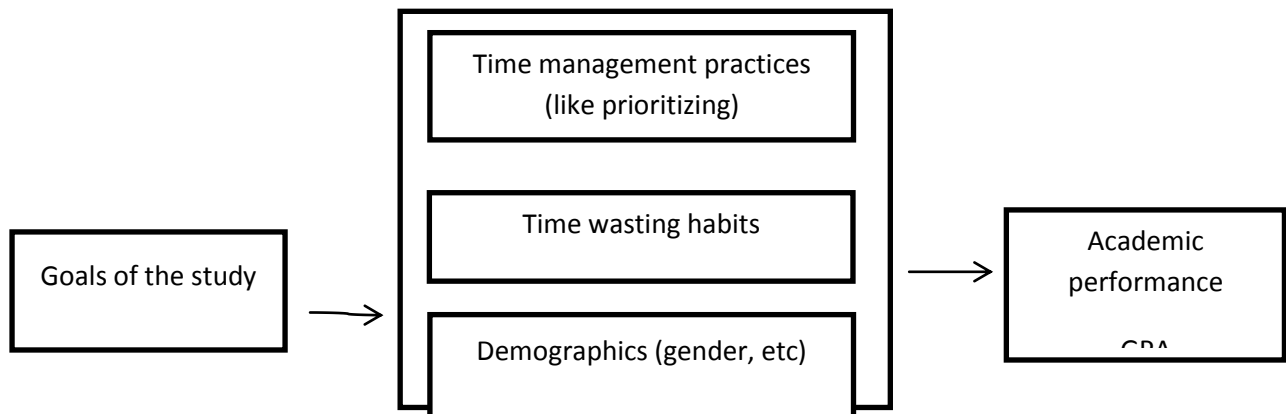 Time management practices
(like prioritizing)
Time wasting habits
Goals of the study
Academic
performance
Demographics (gender, etc)